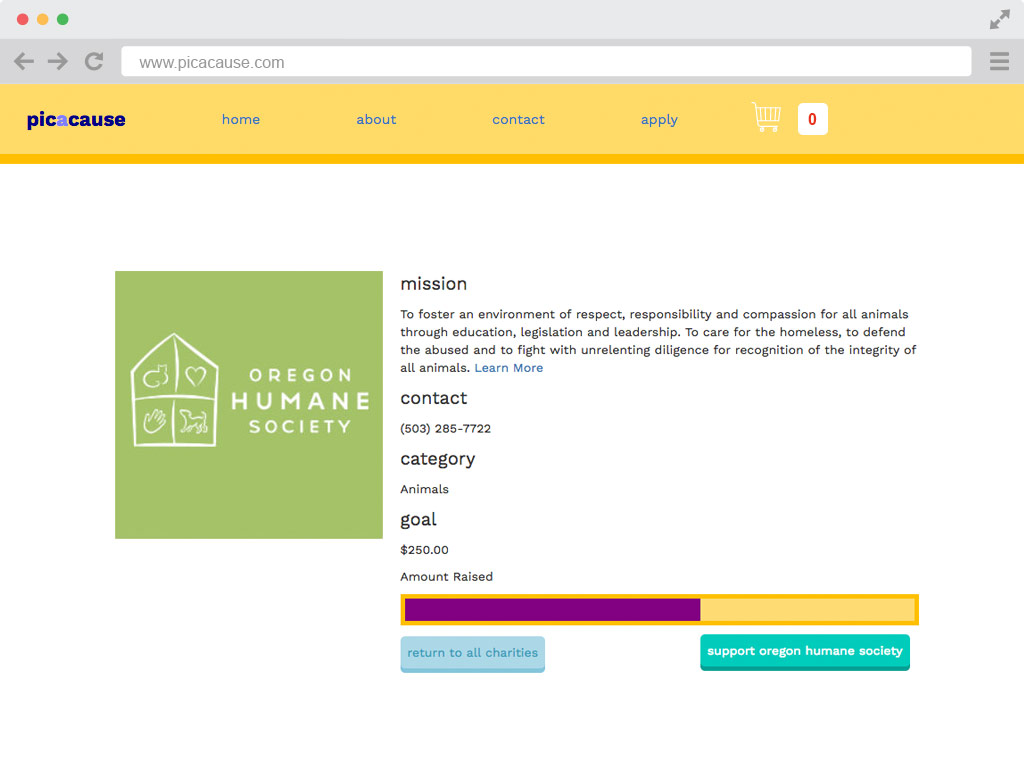 www.picacause.com
picacause
home
about
contact
apply
0
OREGON
HUMANE
SOCIETY
mission
To foster an environment of respect, responsibility and compassion for all animals
through education, legislation and leadership. To care for the homeless, to defend
the abused and to fight with unrelenting diligence for recognition of the integrity of
all animals. Learn More
contact
(503) 285-7722
category
Animals
goal
$250.00
Amount Raised
return to all charities
support oregon humane society